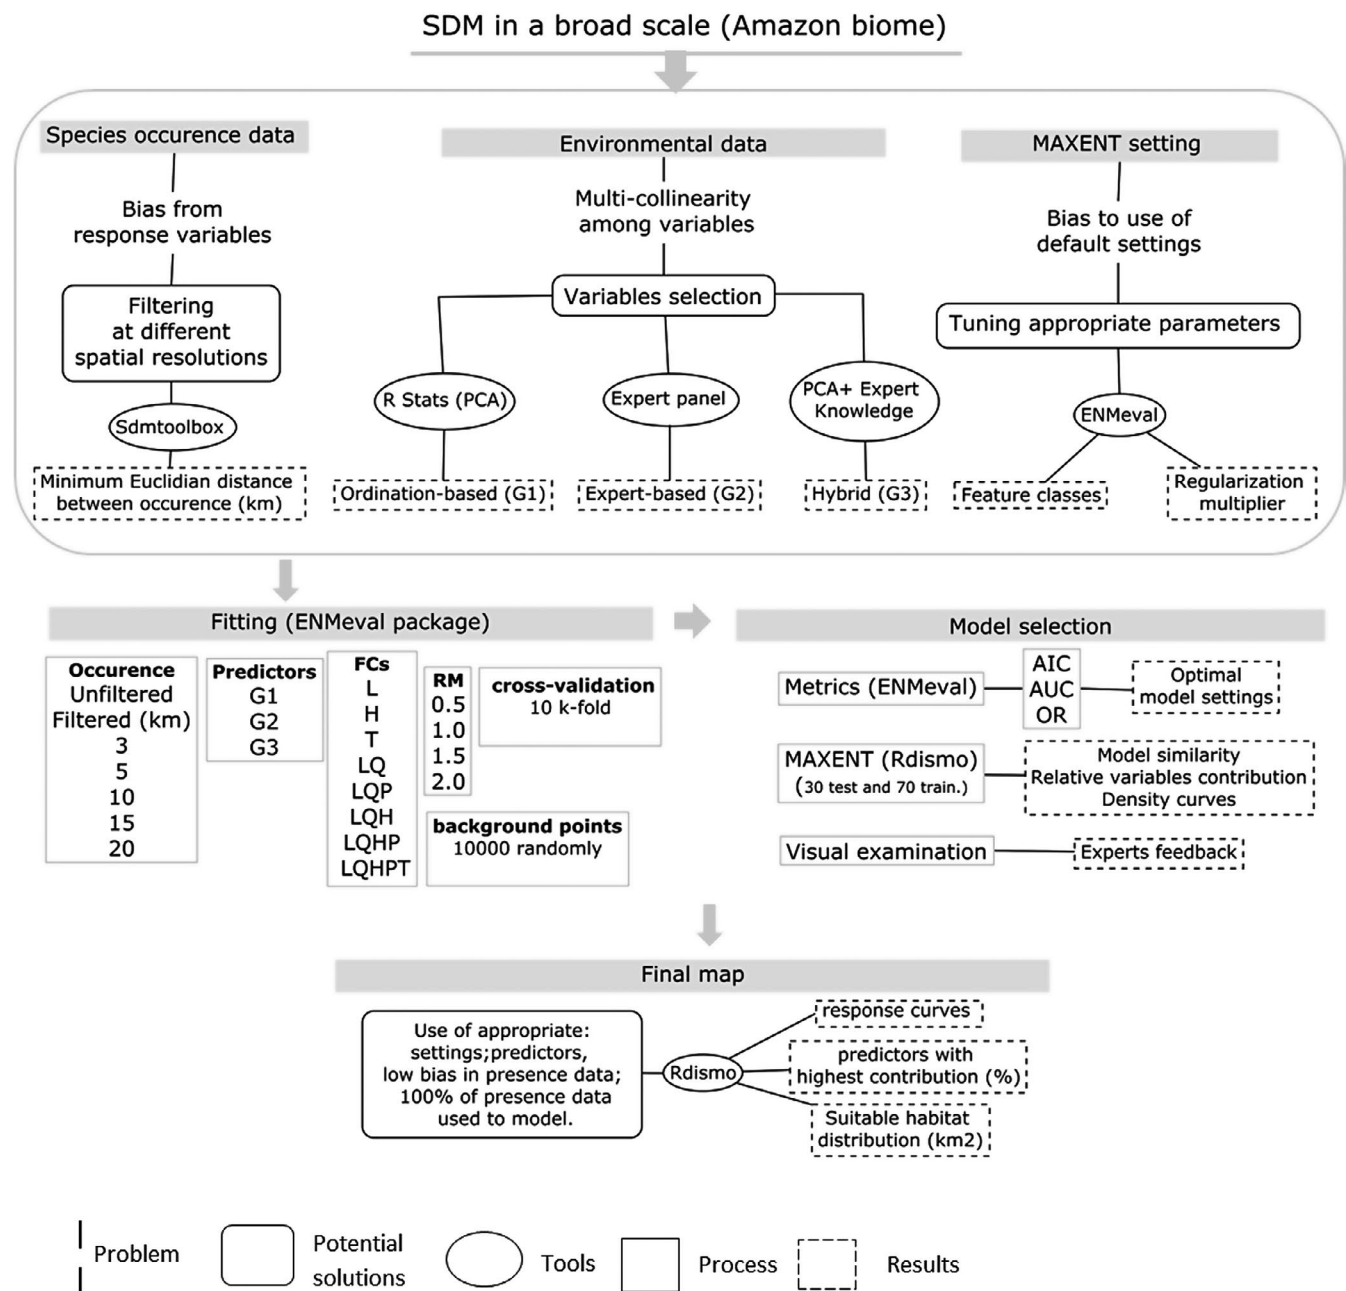 SDM in a broad scale (Amazon biome)
Species occurence data
Bias from
response variables
Filtering
at different
spatial resolutions
Sdmtoolbox
Minimum Euclidian distance
between occurence (km)
Environmental data
Multi-collinearity
among variables
Variables selection
R Stats (PCA)
Ordination-based (G1)
Expert panel
Expert-based (G2)
PCA+ Expert
Knowledge
Hybrid (G3)
MAXENT setting
Bias to use of
default settings
Tuning appropriate parameters
ENMeval
Feature classes
Regularization
multiplier
Fitting (ENMeval package)
Occurence
Unfiltered
Filtered (km)
3
5
10
15
20
Predictors
G1
G2
G3
FCs
L
H
T
LQ
LQP
LQH
LQHP
LQHPT
RM
0.5
1.0
1.5
2.0
cross-validation
10 k-fold
background points
10000 randomly
Model selection
Metrics (ENMeval)
AIC
AUC
OR
Optimal
model settings
MAXENT (Rdismo)
(30 test and 70 train.)
Model similarity
Relative variables contribution
Density curves
Visual examination
Experts feedback
Final map
Use of appropriate:
settings;predictors,
low bias in presence data;
100% of presence data
used to model.
Rdismo
response curves
predictors with
highest contribution (%)
Suitable habitat
distribution (km2)
Problem
Potential
solutions
Tools
Process
Results